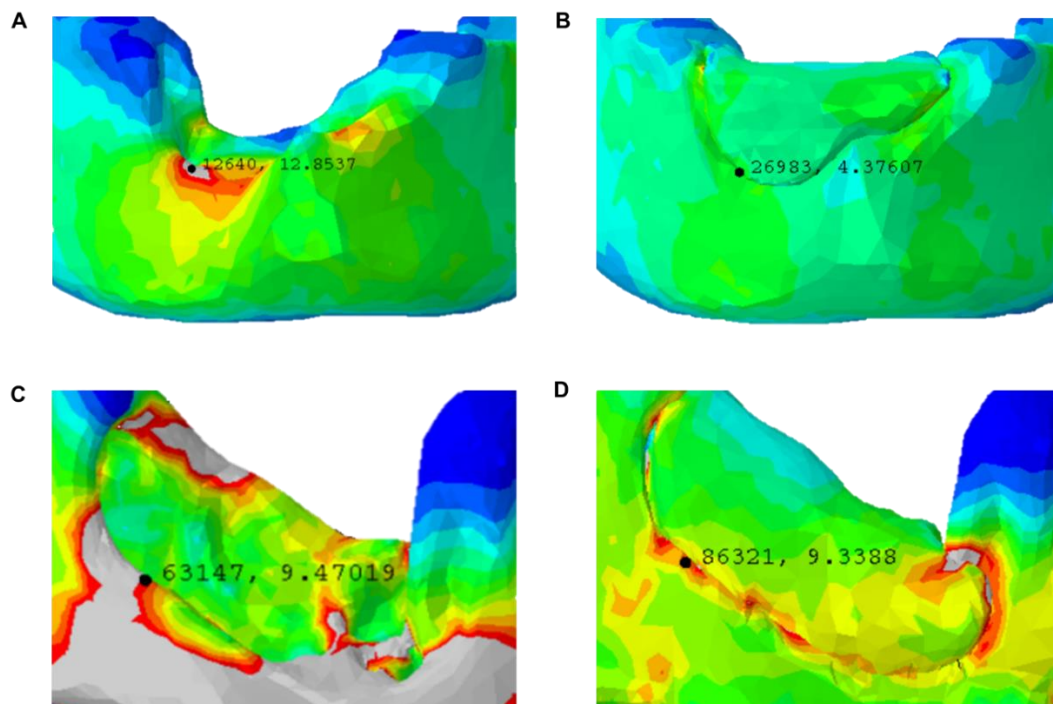 A
B
12640, 12.8537
26983, 4.37607
C
D
63147, 9.47019
86321, 9.3388